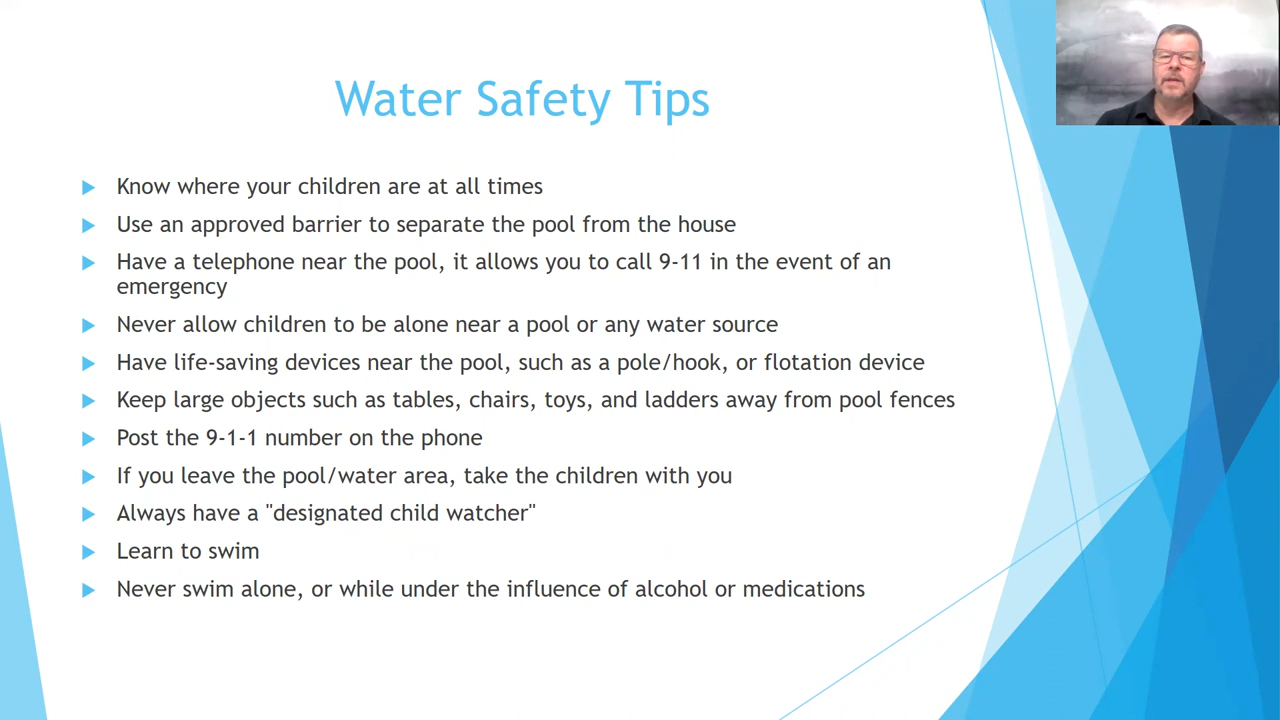 Water Safety Tips
Know where your children are at all times
Use an approved barrier to separate the pool from the house
Have a telephone near the pool, it allows you to call 9-11 in the event of an
emergency
Never allow children to be alone near a pool or any water source
Have life-saving devices near the pool, such as a pole/hook, or flotation device
Keep large objects such as tables, chairs, toys, and ladders away from pool fences
Post the 9-1-1 number on the phone
If you leave the pool/water area, take the children with you
Always have a "designated child watcher"
Learn to swim
Never swim alone, or while under the influence of alcohol or medications